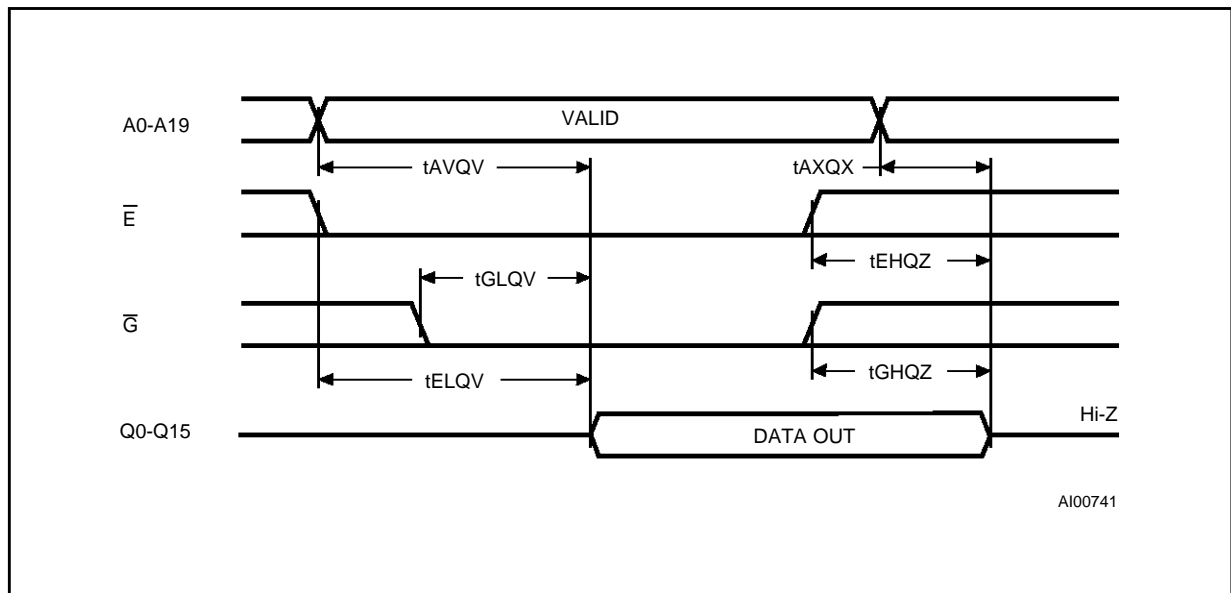 A0-A19
VALID
tAVQV
tAXQX
E̅
tEHQZ
tGLQV
G̅
tGHQZ
tELQV
Q0-Q15
DATA OUT
Hi-Z
AI00741